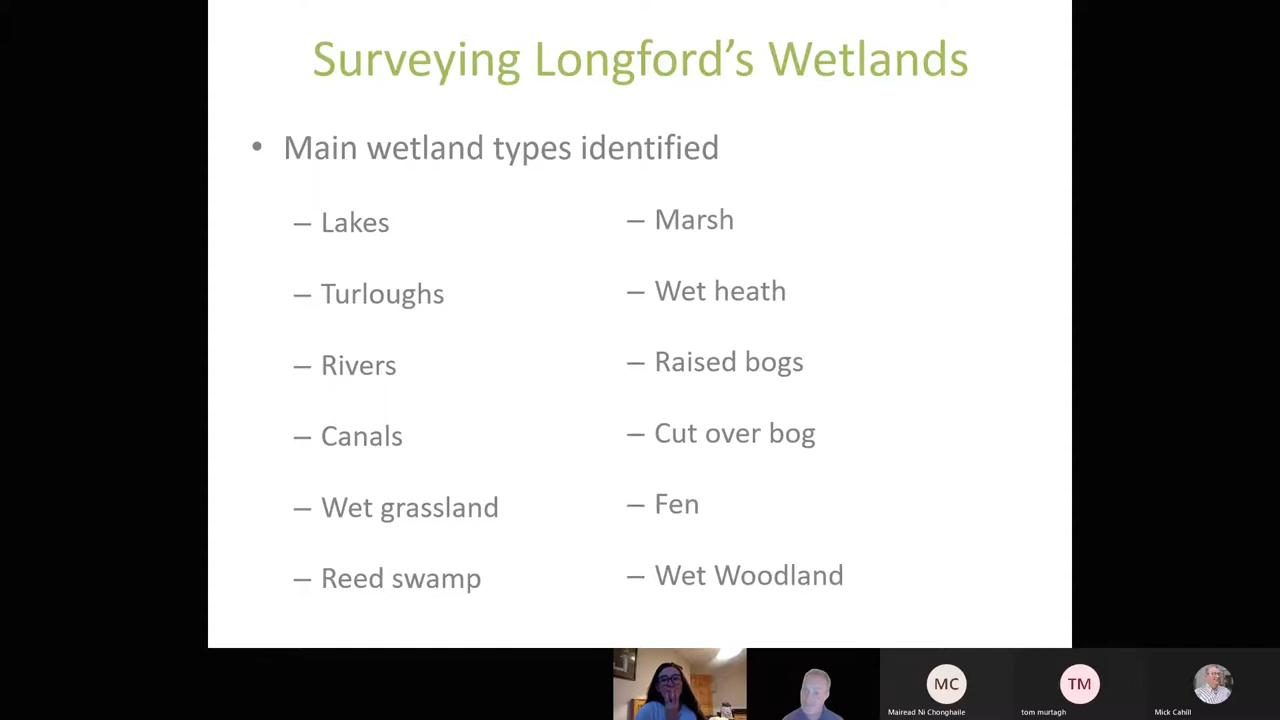 Surveying Longford's Wetlands
• Main wetland types identified
– Lakes
– Turloughs
– Rivers
– Canals
– Wet grassland
– Reed swamp
– Marsh
– Wet heath
– Raised bogs
– Cut over bog
– Fen
– Wet Woodland
MC
Mairead Ni Chonghaile
TM
tom murtagh
Mick Cahill